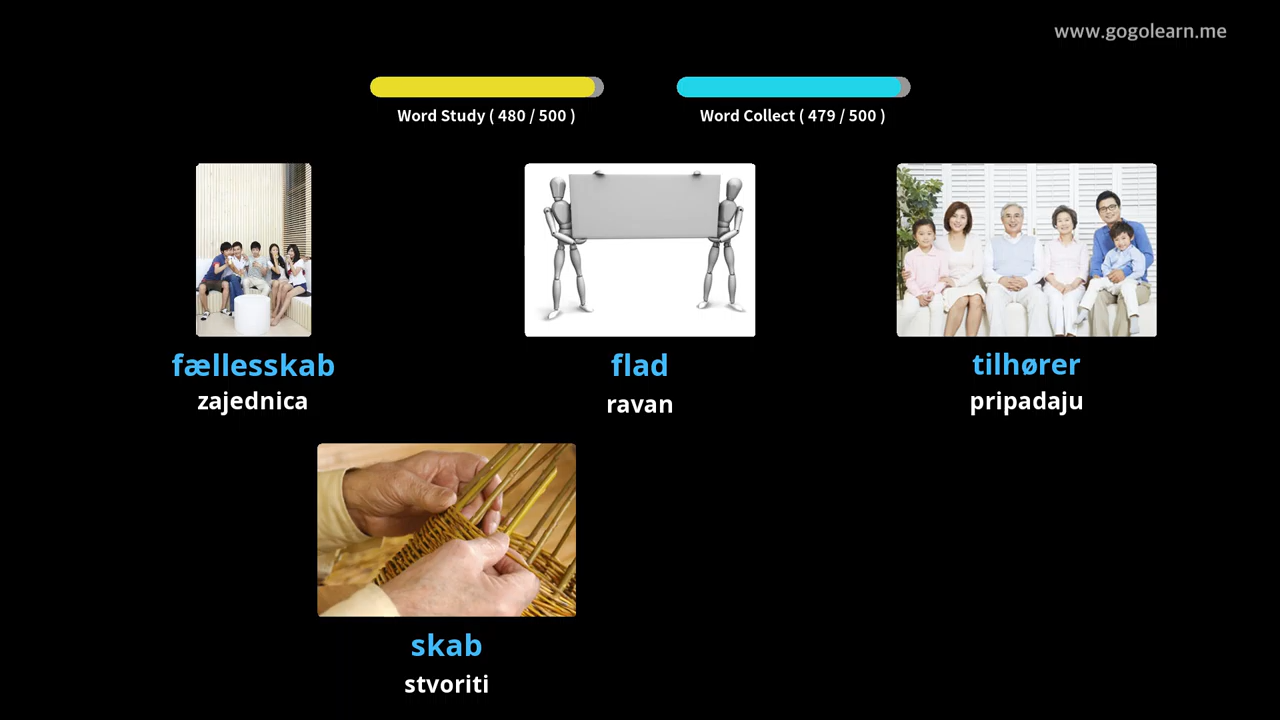 www.gogolearn.me
Word Study ( 480 / 500 )
Word Collect ( 479 / 500 )
fællesskab
zajednica
flad
ravan
tilhører
pripadaju
skab
stvoriti